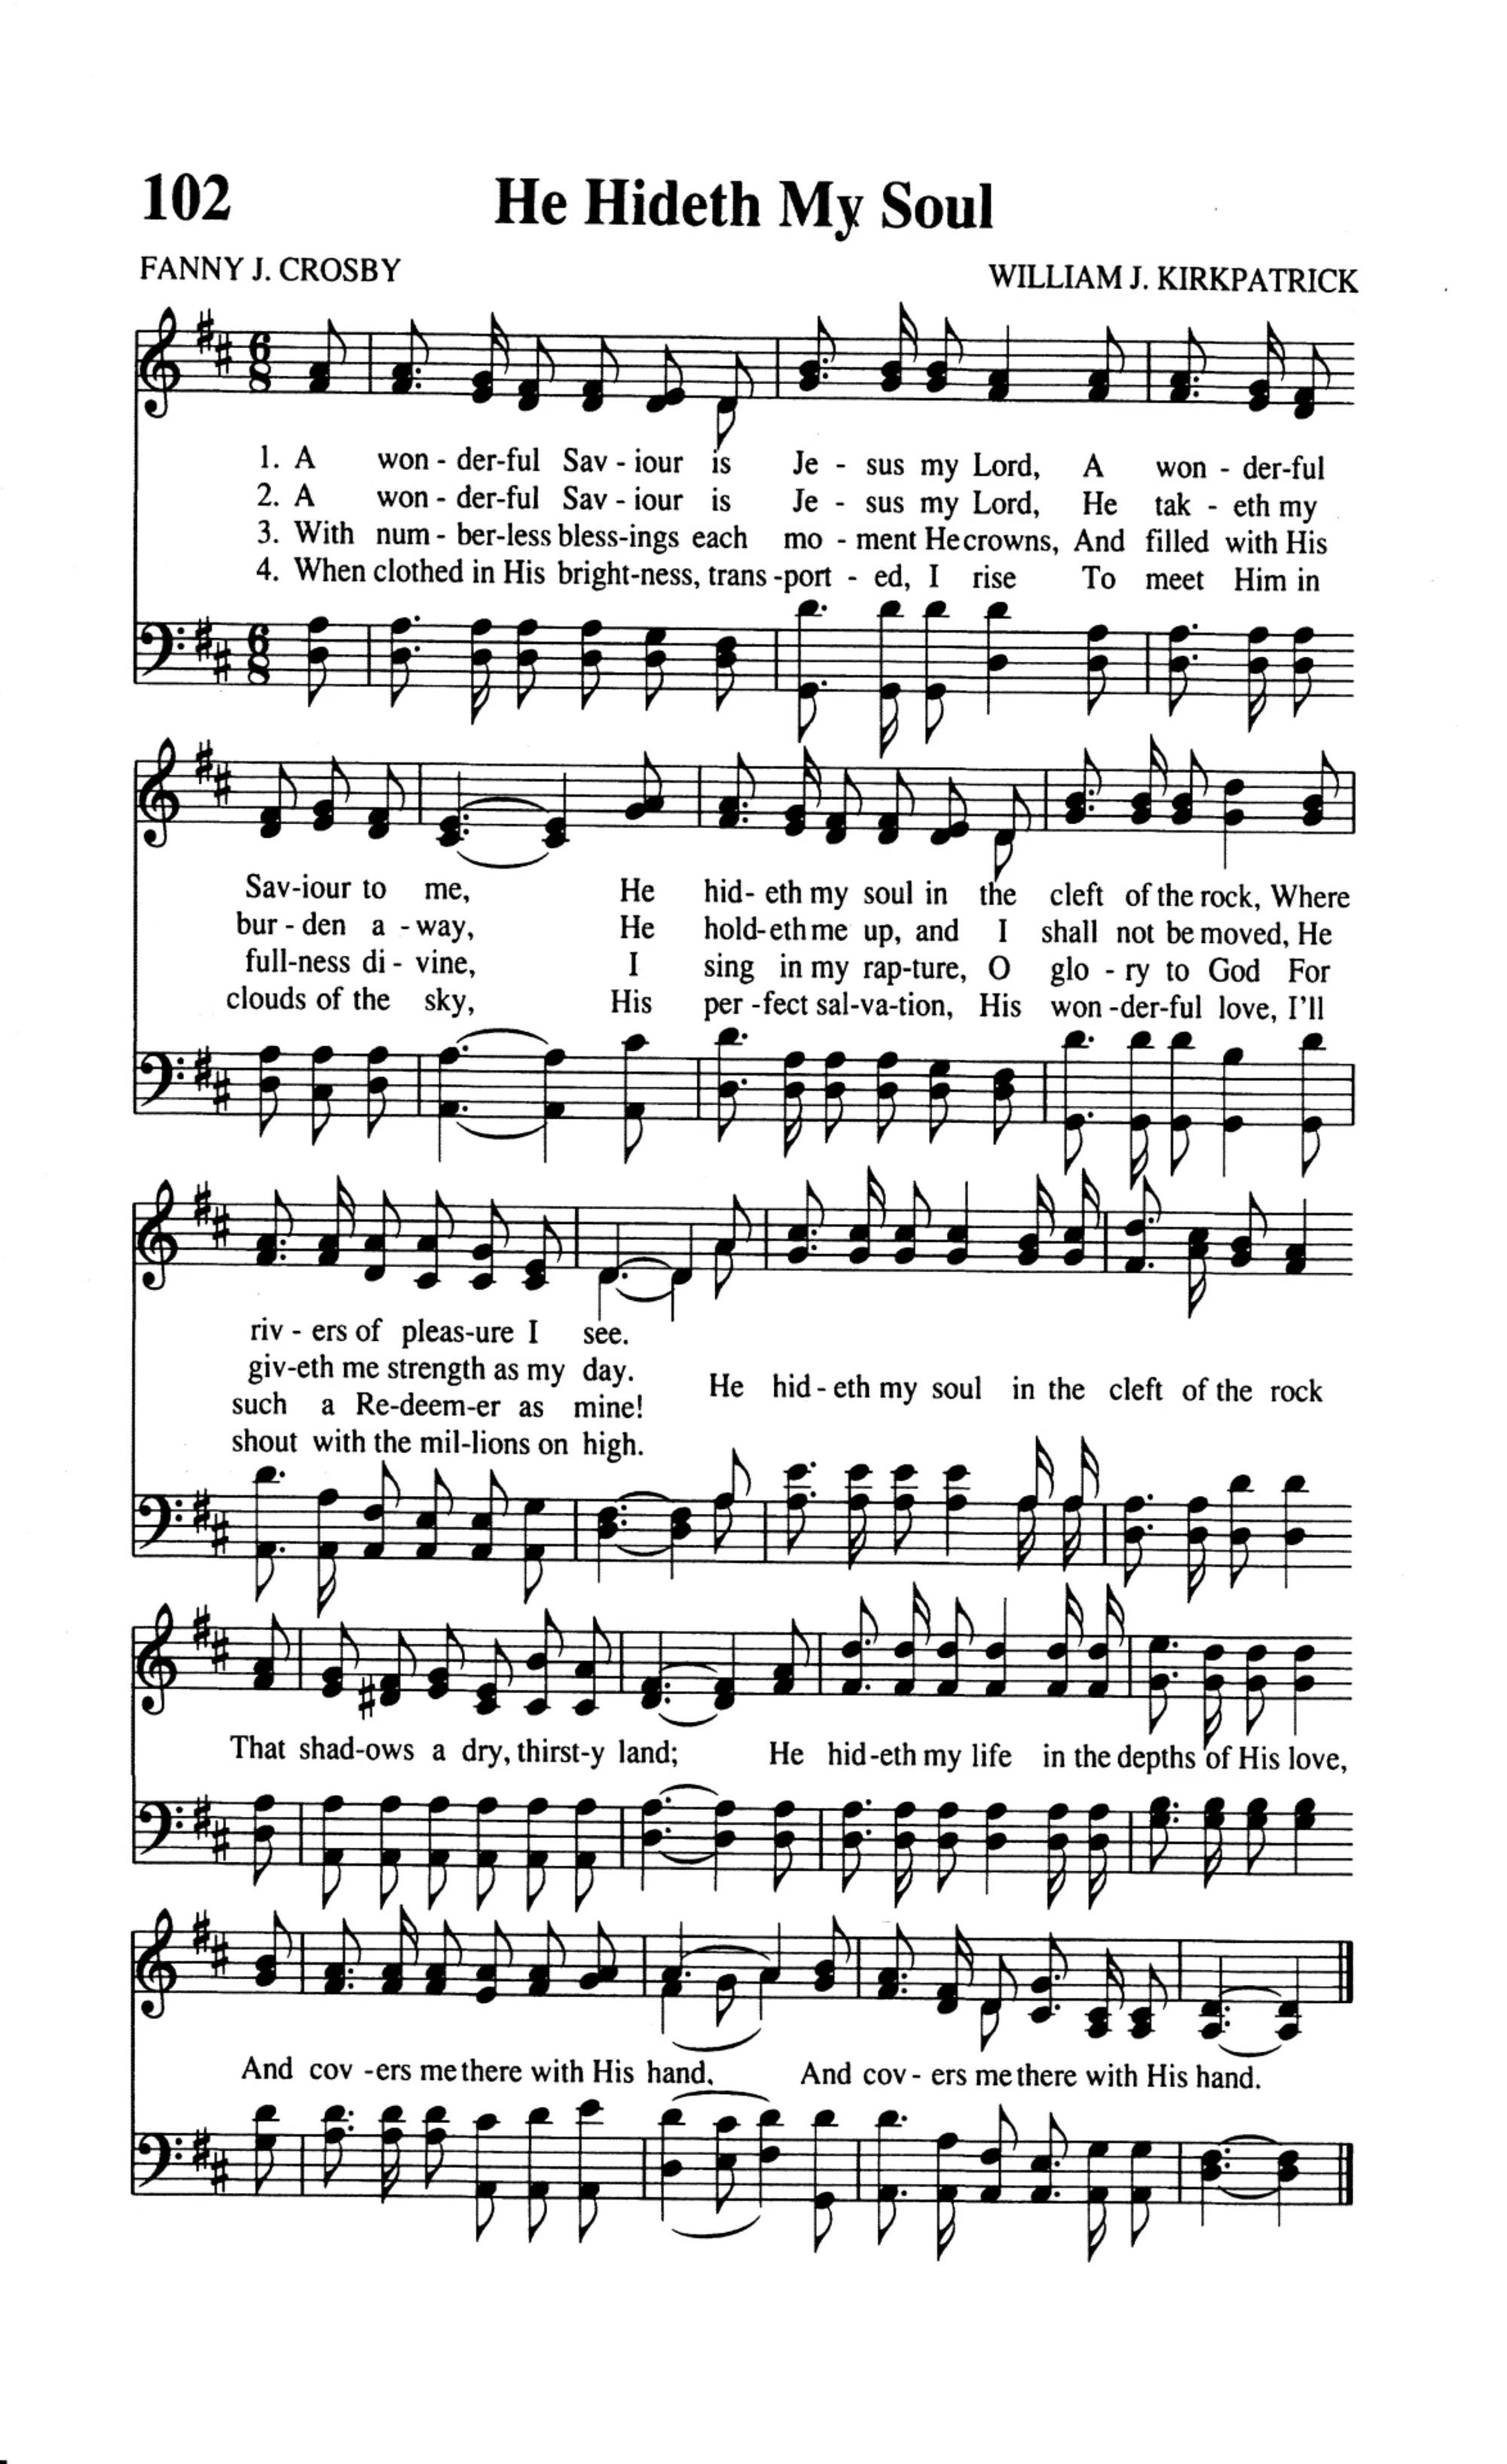 102 He Hideth My Soul
FANNY J. CROSBY WILLIAM J. KIRKPATRICK
6 8
1. A won - der-ful Sav - iour is Je - sus my Lord, A won - der-ful
2. A won - der-ful Sav - iour is Je - sus my Lord, He tak - eth my
3. With num - ber-less bless-ings each mo - ment He crowns, And filled with His
4. When clothed in His bright-ness, trans -port - ed, I rise To meet Him in
6 8
Sav-iour to me, He hid- eth my soul in the cleft of the rock, Where
bur - den a - way, He hold-eth me up, and I shall not be moved, He
full-ness di - vine, I sing in my rap-ture, O glo - ry to God For
clouds of the sky, His per -fect sal-va-tion, His won -der-ful love, I'll
riv - ers of pleas-ure I see.
giv-eth me strength as my day.
He hid - eth my soul in the cleft of the rock
such a Re-deem-er as mine!
shout with the mil-lions on high.
That shad-ows a dry, thirst-y land; He hid-eth my life in the depths of His love,
And cov -ers me there with His hand, And cov - ers me there with His hand.